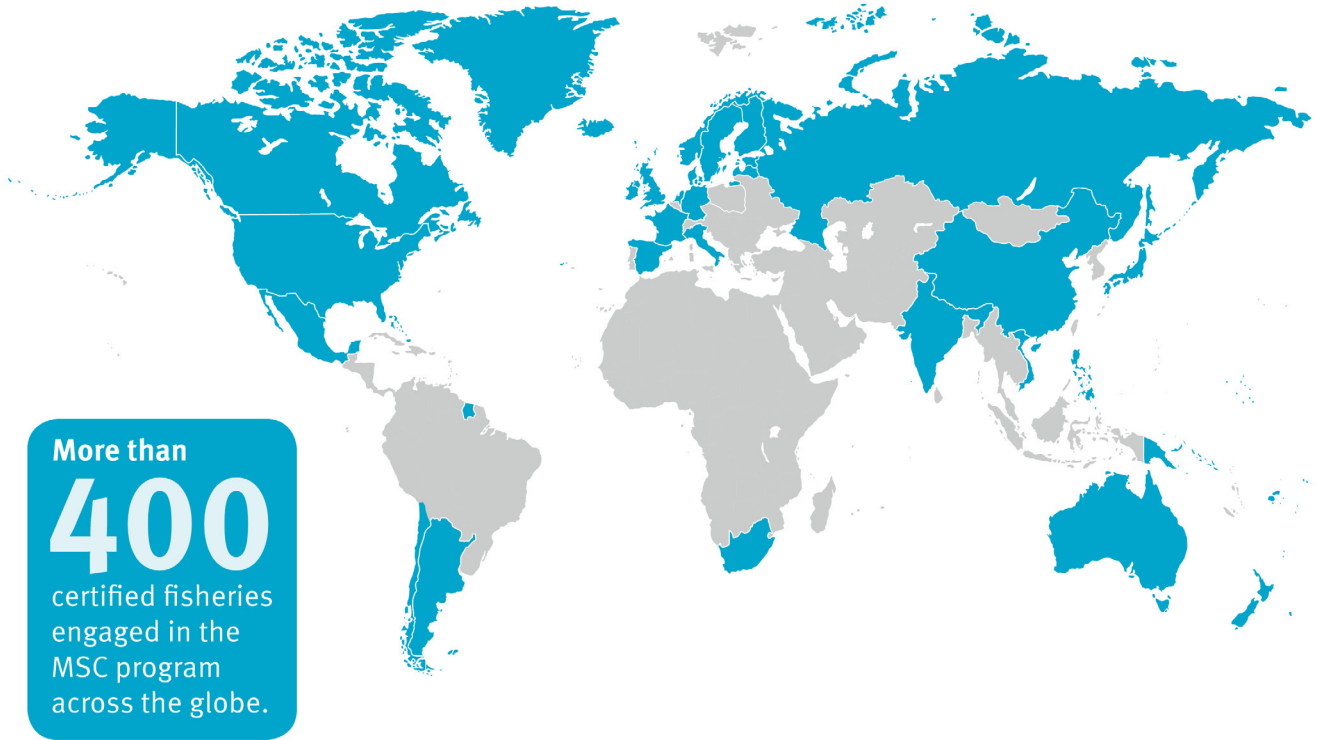 More than
400
certified fisheries
engaged in the
MSC program
across the globe.